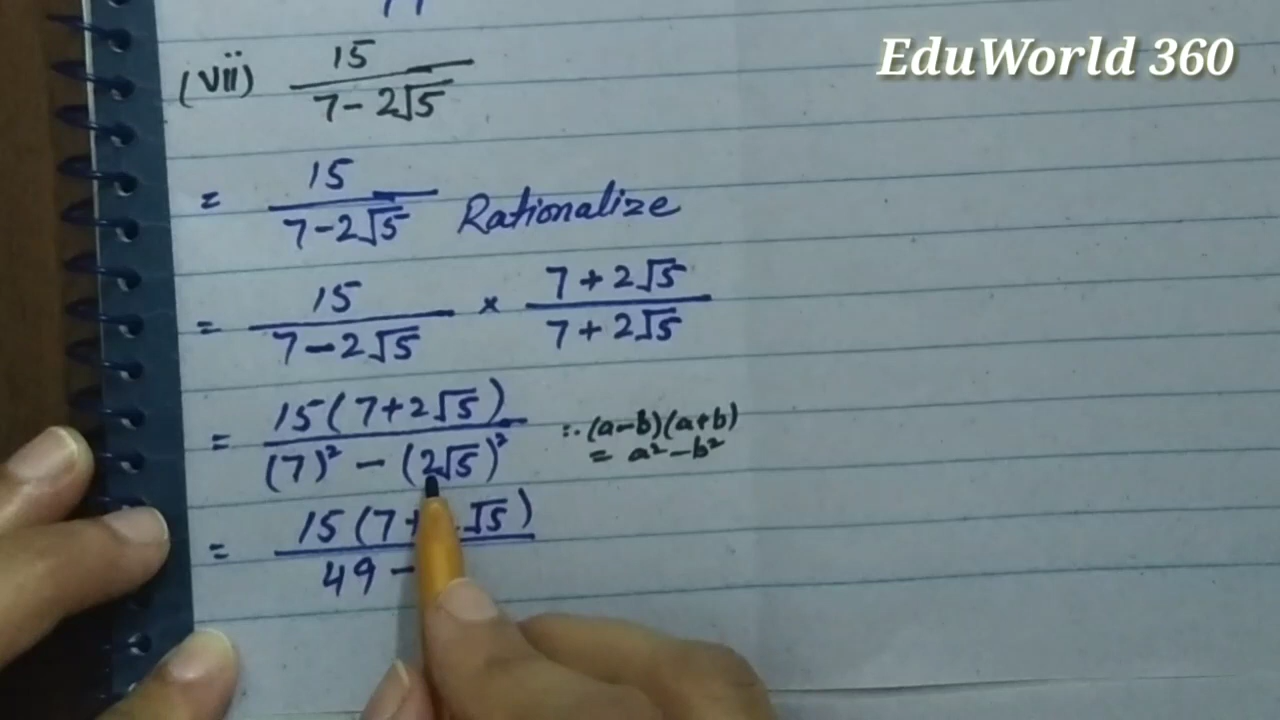 EduWorld 360
(vii) 15 / 7 - 2√5
= 15 / 7 - 2√5 Rationalize
= 15 / 7 - 2√5 × 7 + 2√5 / 7 + 2√5
= 15(7+2√5) / (7)² - (2√5)² ∵ (a-b)(a+b)
= a² - b²
= 15(7+ √5) / 49 -